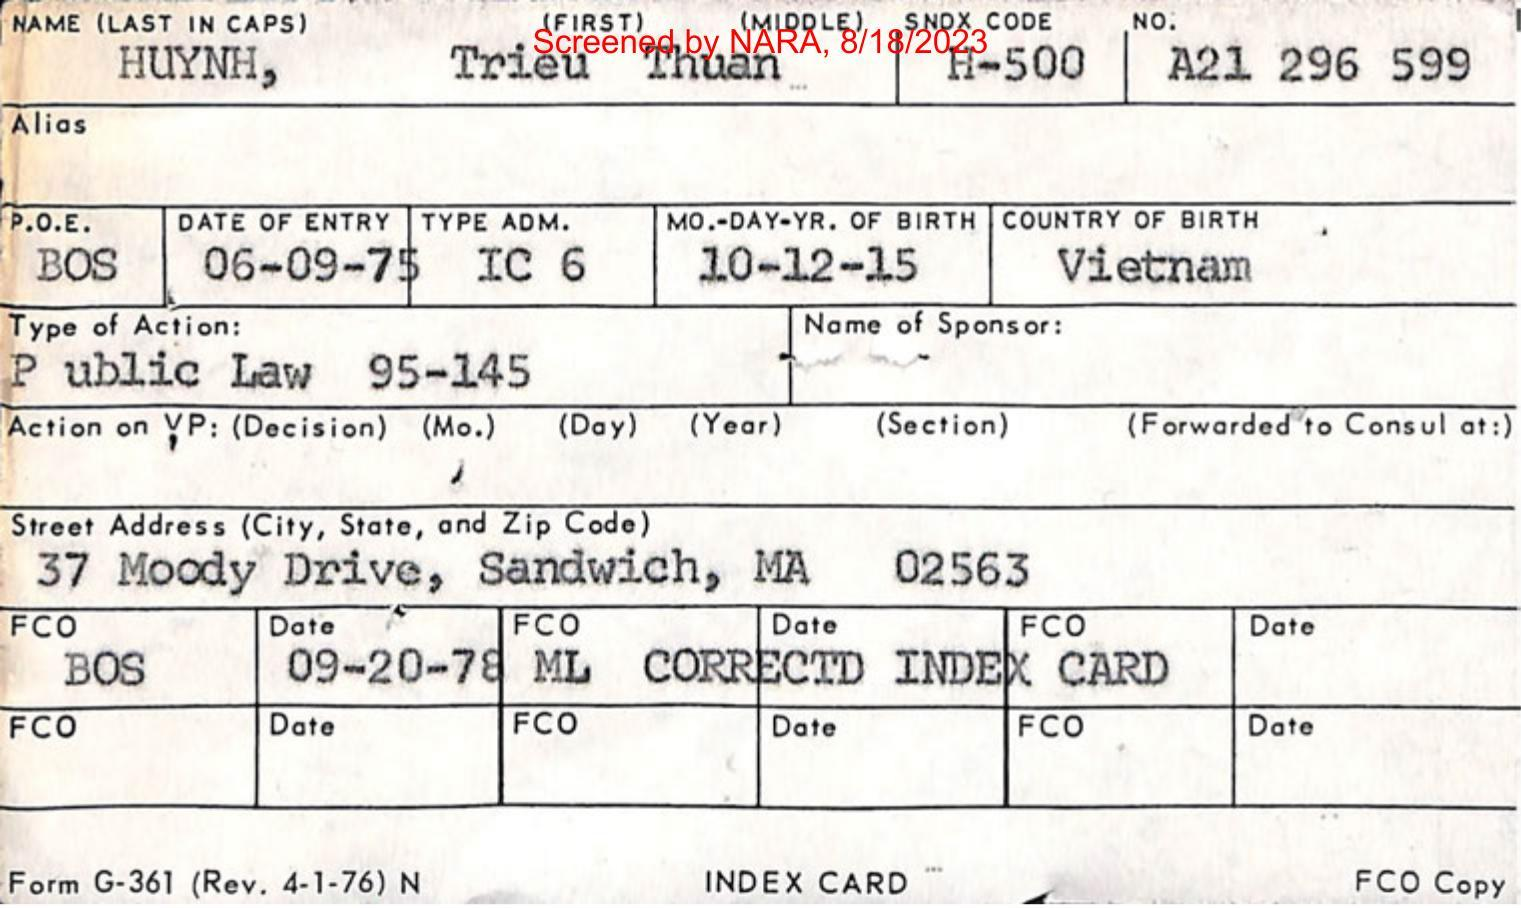 NAME (LAST IN CAPS) (FIRST) (MIDDLE) SNDX CODE NO.
Screened by NARA, 8/18/2023
HUYNH, Trieu Thuan H-500 A21 296 599
Alias
P.O.E. DATE OF ENTRY TYPE ADM. MO.-DAY-YR. OF BIRTH COUNTRY OF BIRTH
BOS 06-09-75 IC 6 10-12-15 Vietnam
Type of Action: Name of Sponsor:
P ublic Law 95-145
Action on VP: (Decision) (Mo.) (Day) (Year) (Section) (Forwarded to Consul at:)
Street Address (City, State, and Zip Code)
37 Moody Drive, Sandwich, MA 02563
FCO Date FCO Date FCO Date
BOS 09-20-78 ML CORRECTD INDEX CARD
FCO Date FCO Date FCO Date
Form G-361 (Rev. 4-1-76) N INDEX CARD FCO Copy